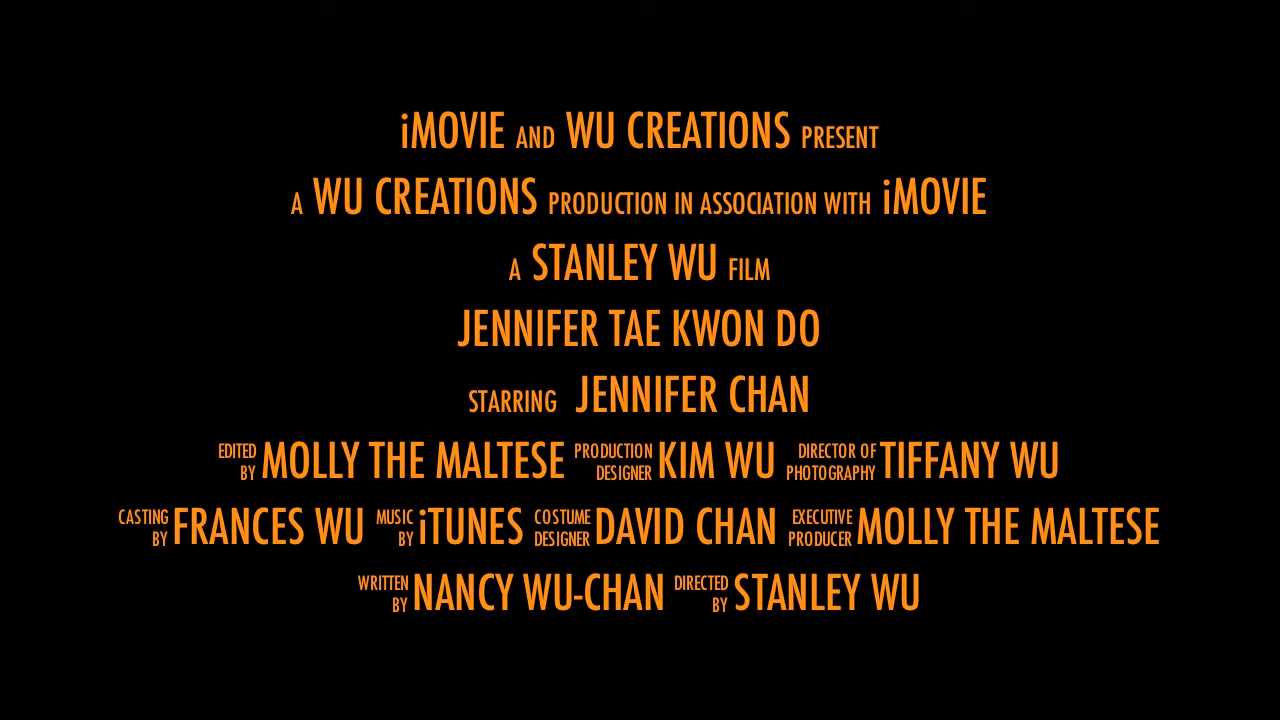 iMOVIE AND WU CREATIONS PRESENT
A WU CREATIONS PRODUCTION IN ASSOCIATION WITH iMOVIE
A STANLEY WU FILM
JENNIFER TAE KWON DO
STARRING JENNIFER CHAN
EDITED BY MOLLY THE MALTESE PRODUCTION DESIGNER KIM WU DIRECTOR OF PHOTOGRAPHY TIFFANY WU
CASTING BY FRANCES WU MUSIC BY iTUNES COSTUME DESIGNER DAVID CHAN EXECUTIVE PRODUCER MOLLY THE MALTESE
WRITTEN BY NANCY WU-CHAN DIRECTED BY STANLEY WU